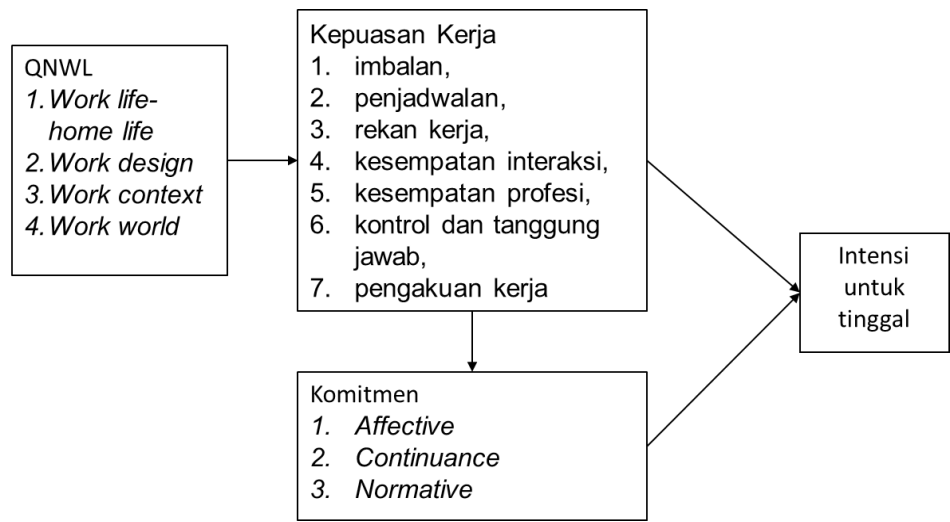 QNWL
1. Work life-
home life
2. Work design
3. Work context
4. Work world
Kepuasan Kerja
1. imbalan,
2. penjadwalan,
3. rekan kerja,
4. kesempatan interaksi,
5. kesempatan profesi,
6. kontrol dan tanggung
jawab,
7. pengakuan kerja
Komitmen
1. Affective
2. Continuance
3. Normative
Intensi
untuk
tinggal